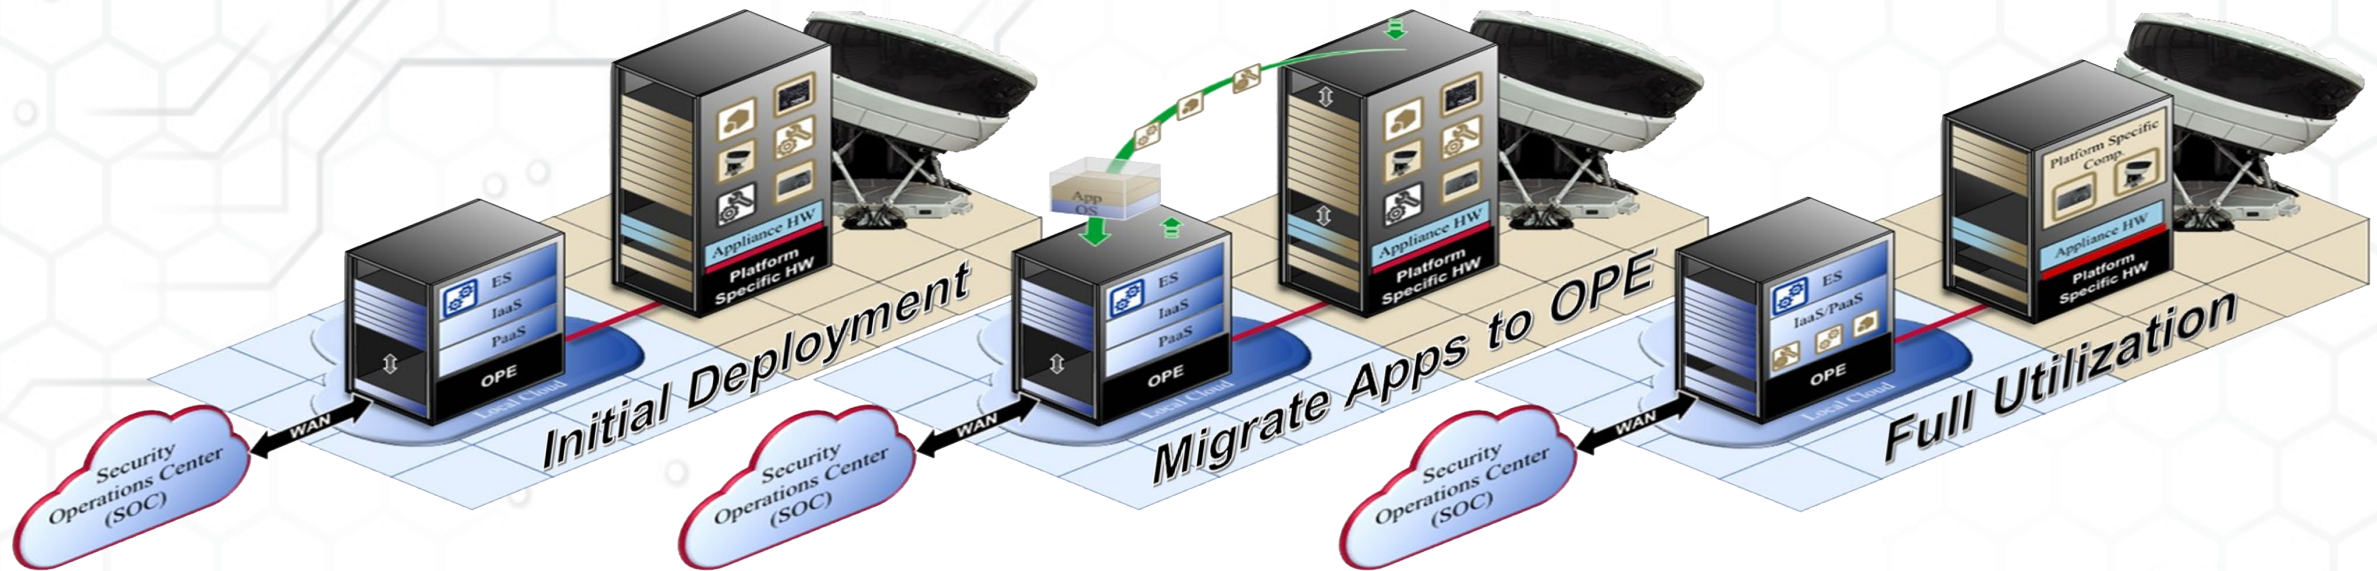 Appliance HW
Platform
Specific HW
ES
IaaS
PaaS
OPE
Local Cloud
WAN
Security
Operations Center
(SOC)
Initial Deployment
App
OS
Appliance HW
Platform
Specific HW
ES
IaaS
PaaS
OPE
Local Cloud
WAN
Security
Operations Center
(SOC)
Migrate Apps to OPE
Platform Specific
Comp.
Appliance HW
Platform
Specific HW
ES
IaaS/PaaS
OPE
Local Cloud
WAN
Security
Operations Center
(SOC)
Full Utilization